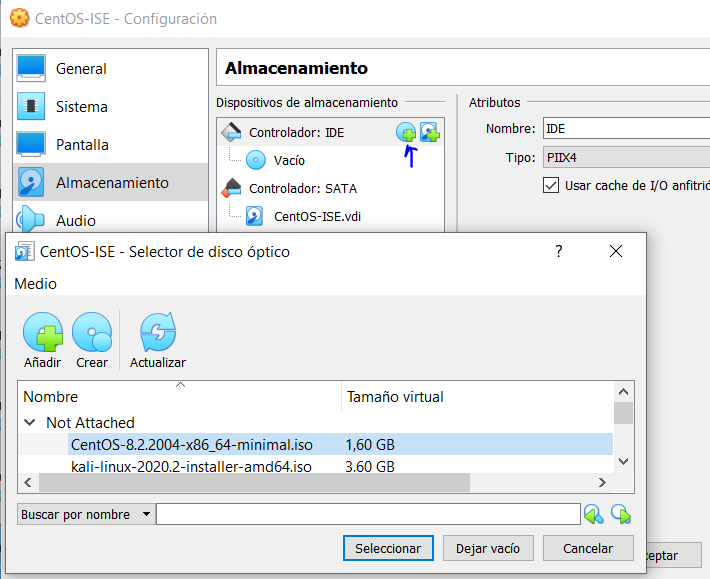 CentOS-ISE - Configuración
General
Sistema
Pantalla
Almacenamiento
Audio
Almacenamiento
Dispositivos de almacenamiento
Controlador: IDE
Vacío
Controlador: SATA
CentOS-ISE.vdi
Atributos
Nombre: IDE
Tipo: PIIX4
Usar cache de I/O anfitrió
CentOS-ISE - Selector de disco óptico
?
Medio
Añadir Crear Actualizar
Nombre Tamaño virtual
Not Attached
CentOS-8.2.2004-x86_64-minimal.iso 1,60 GB
kali-linux-2020.2-installer-amd64.iso 3,60 GB
Buscar por nombre
Seleccionar Dejar vacío Cancelar
ceptar